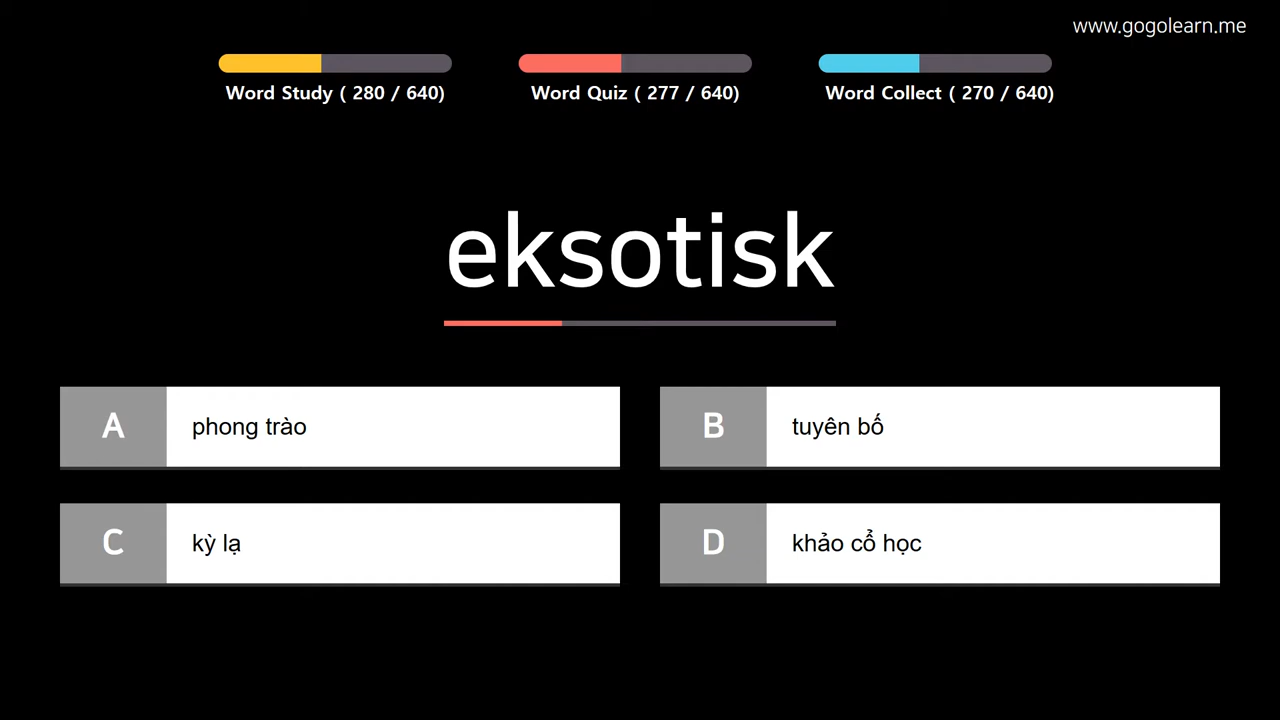 www.gogolearn.me
Word Study ( 280 / 640)
Word Quiz ( 277 / 640)
Word Collect ( 270 / 640)
eksotisk
A phong trào
B tuyên bố
C kỳ lạ
D khảo cổ học